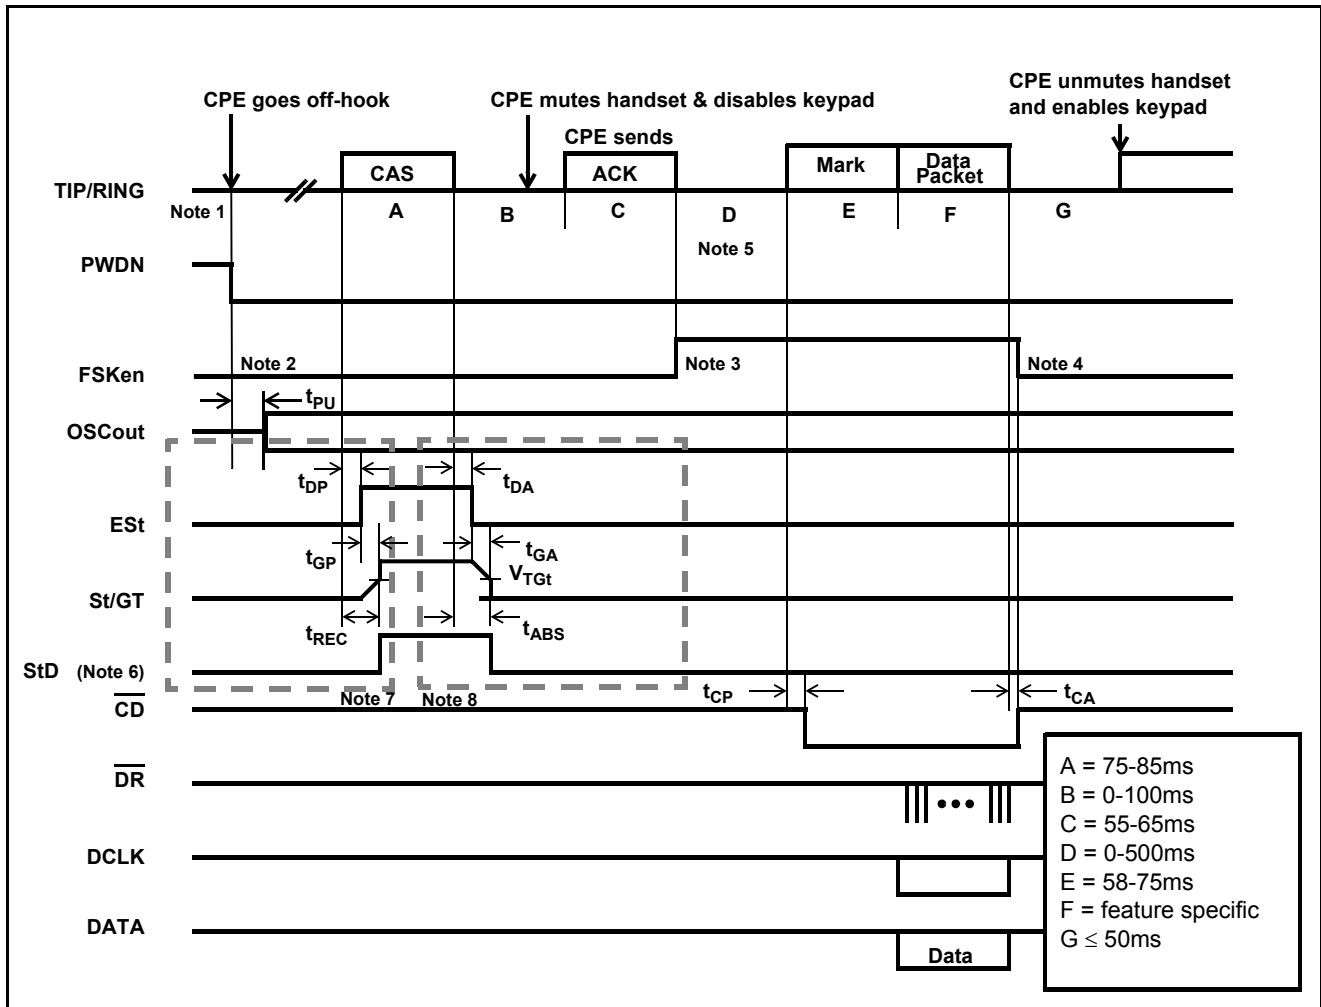 CPE goes off-hook
CPE mutes handset & disables keypad
CPE unmutes handset
and enables keypad
CPE sends
TIP/RING
CAS
ACK
Mark
Data
Packet
Note 1
A
B
C
D
E
F
G
Note 5
PWDN
FSKen
Note 2
Note 3
Note 4
tPU
OSCout
tDP
tDA
ESt
tGP
tGA
VTGt
St/GT
tREC
tABS
StD (Note 6)
Note 7
Note 8
tCP
tCA
CD
DR
DCLK
DATA
Data
A = 75-85ms
B = 0-100ms
C = 55-65ms
D = 0-500ms
E = 58-75ms
F = feature specific
G ≤ 50ms